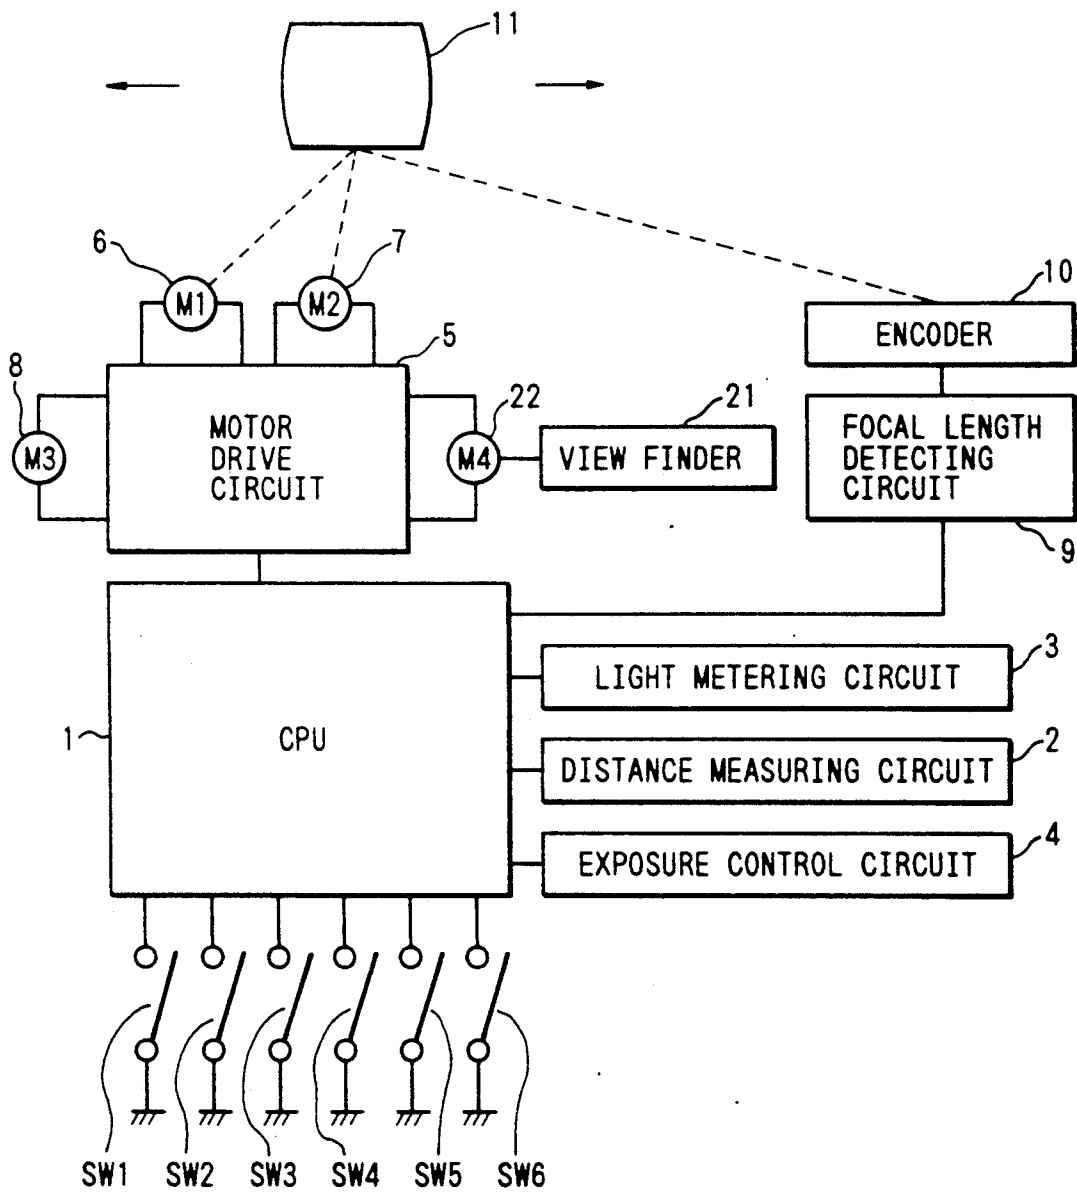 11
6
7
10
M1
M2
ENCODER
8
5
22
21
M3
MOTOR
DRIVE
CIRCUIT
M4
VIEW FINDER
FOCAL LENGTH
DETECTING
CIRCUIT
9
3
LIGHT METERING CIRCUIT
1
CPU
2
DISTANCE MEASURING CIRCUIT
4
EXPOSURE CONTROL CIRCUIT
SW1 SW2 SW3 SW4 SW5 SW6